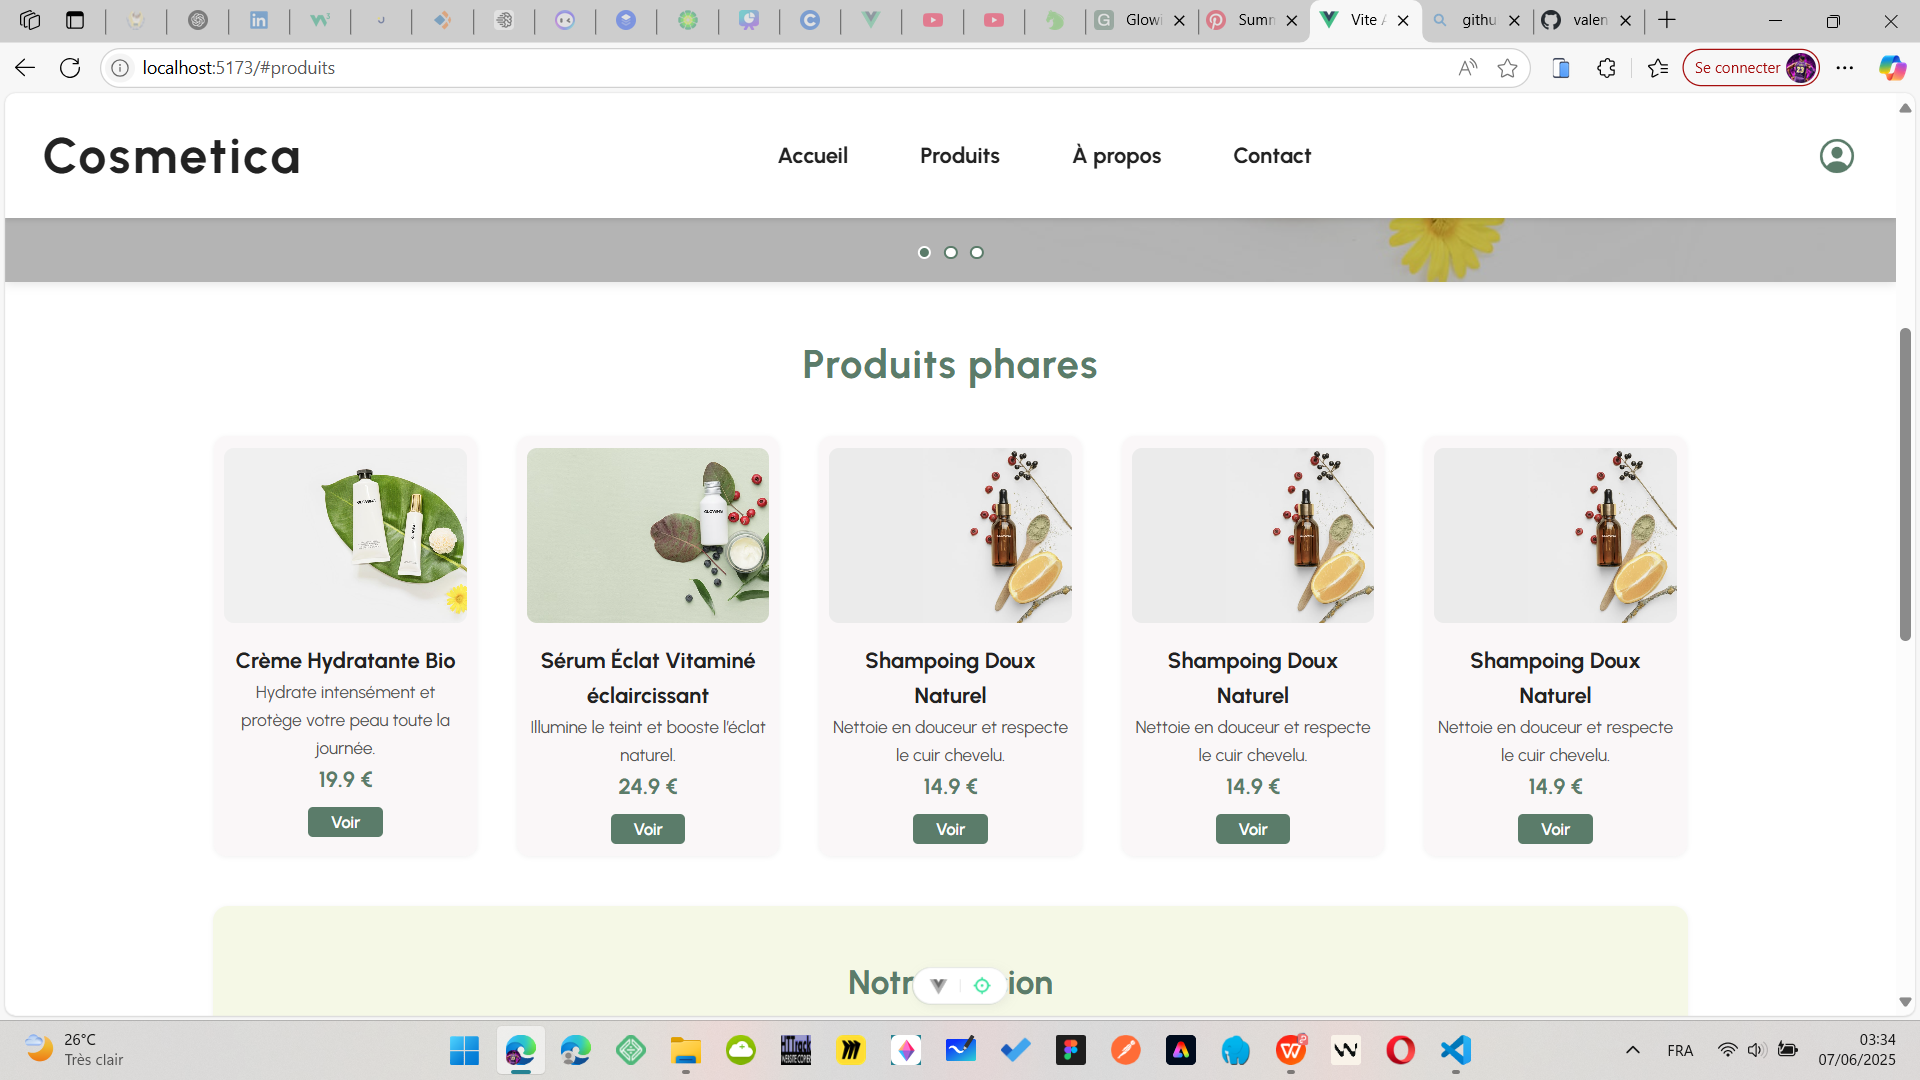 Glowi
Sumn
Vite A
githu
valen
localhost:5173/#produits
Se connecter
Cosmetica
Accueil
Produits
À propos
Contact
Produits phares
Crème Hydratante Bio
Hydrate intensément et
protège votre peau toute la
journée.
19.9 €
Voir
Sérum Éclat Vitaminé
éclaircissant
Illumine le teint et booste l'éclat
naturel.
24.9 €
Voir
Shampoing Doux
Naturel
Nettoie en douceur et respecte
le cuir chevelu.
14.9 €
Voir
Shampoing Doux
Naturel
Nettoie en douceur et respecte
le cuir chevelu.
14.9 €
Voir
Shampoing Doux
Naturel
Nettoie en douceur et respecte
le cuir chevelu.
14.9 €
Voir
Notr ion
26°C
Très clair
HTTrack
WEBSITE COPIER
FRA
03:34
07/06/2025